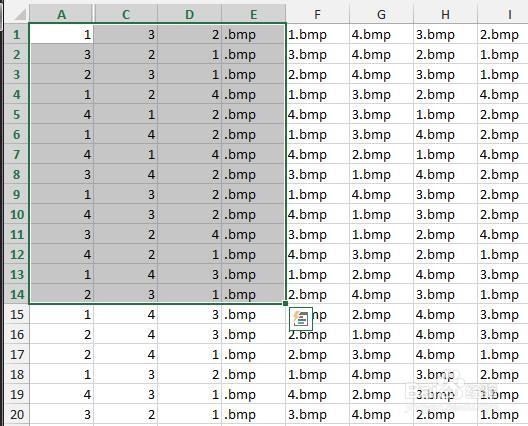 A C D E F G H I
1 1 3 2 .bmp 1.bmp 4.bmp 3.bmp 2.bmp
2 3 2 1 .bmp 3.bmp 4.bmp 2.bmp 1.bmp
3 2 3 1 .bmp 2.bmp 4.bmp 3.bmp 1.bmp
4 1 2 4 .bmp 1.bmp 3.bmp 2.bmp 4.bmp
5 4 1 2 .bmp 4.bmp 3.bmp 1.bmp 2.bmp
6 1 4 2 .bmp 1.bmp 3.bmp 4.bmp 2.bmp
7 4 1 4 .bmp 4.bmp 2.bmp 1.bmp 4.bmp
8 3 4 2 .bmp 3.bmp 1.bmp 4.bmp 2.bmp
9 1 3 2 .bmp 1.bmp 4.bmp 3.bmp 2.bmp
10 4 3 2 .bmp 4.bmp 1.bmp 3.bmp 2.bmp
11 3 2 4 .bmp 3.bmp 1.bmp 2.bmp 4.bmp
12 4 2 1 .bmp 4.bmp 3.bmp 2.bmp 1.bmp
13 1 4 3 .bmp 1.bmp 2.bmp 4.bmp 3.bmp
14 2 3 1 .bmp 2.bmp 4.bmp 3.bmp 1.bmp
15 1 4 3 .bmp 2.bmp 4.bmp 3.bmp
16 2 4 3 .bmp 2.bmp 1.bmp 4.bmp 3.bmp
17 2 4 1 .bmp 2.bmp 3.bmp 4.bmp 1.bmp
18 1 3 2 .bmp 1.bmp 4.bmp 3.bmp 2.bmp
19 4 3 1 .bmp 4.bmp 2.bmp 3.bmp 1.bmp
20 3 2 1 .bmp 3.bmp 4.bmp 2.bmp 1.bmp